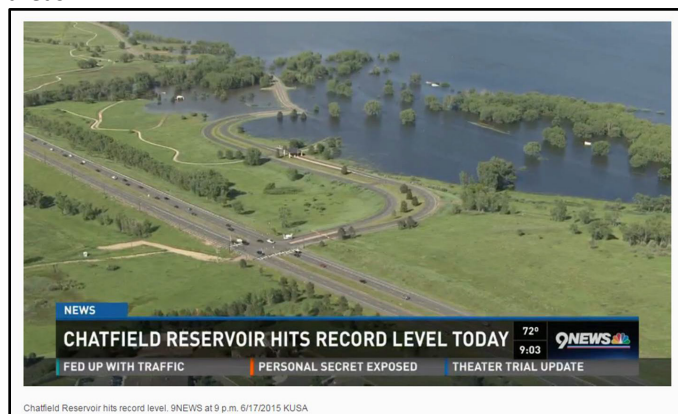 NEWS
CHATFIELD RESERVOIR HITS RECORD LEVEL TODAY
72°
9:03
9NEWS
FED UP WITH TRAFFIC
PERSONAL SECRET EXPOSED
THEATER TRIAL UPDATE
Chatfield Reservoir hits record level. 9NEWS at 9 p.m. 6/17/2015 KUSA